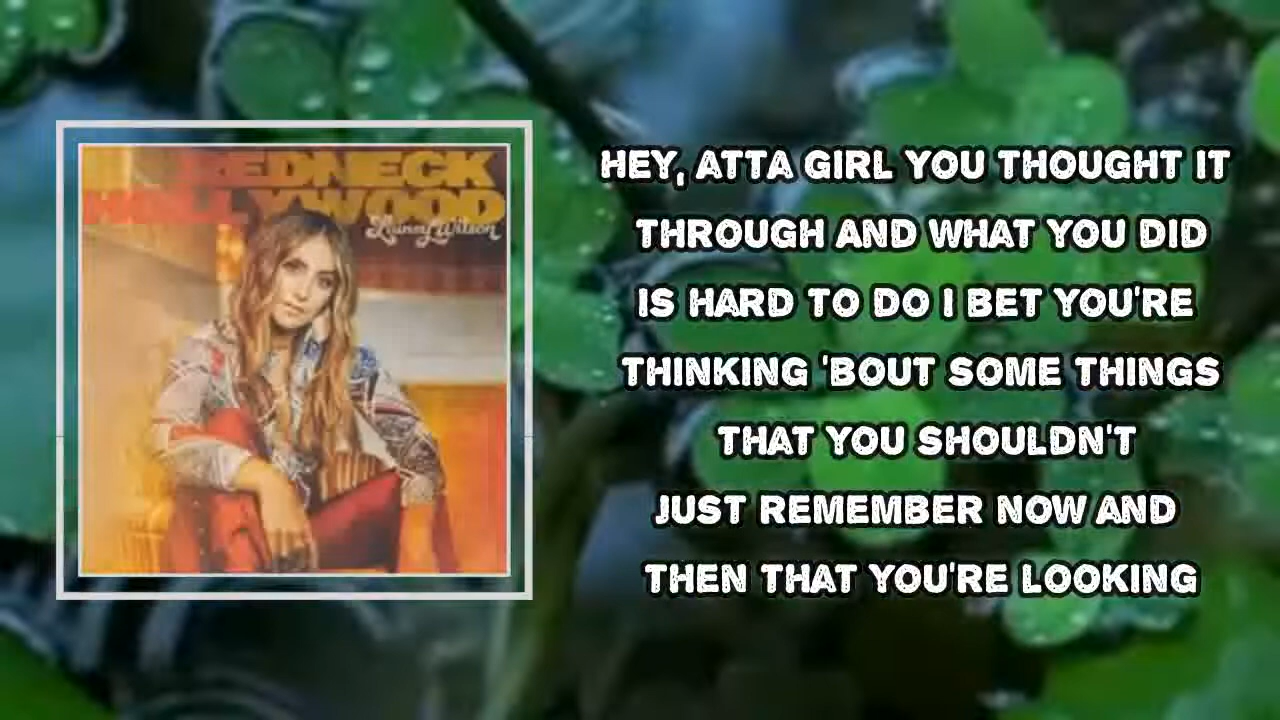 REDNECK
HOLLYWOOD
Lainey Wilson
HEY, ATTA GIRL YOU THOUGHT IT
THROUGH AND WHAT YOU DID
IS HARD TO DO I BET YOU'RE
THINKING 'BOUT SOME THINGS
THAT YOU SHOULDN'T
JUST REMEMBER NOW AND
THEN THAT YOU'RE LOOKING